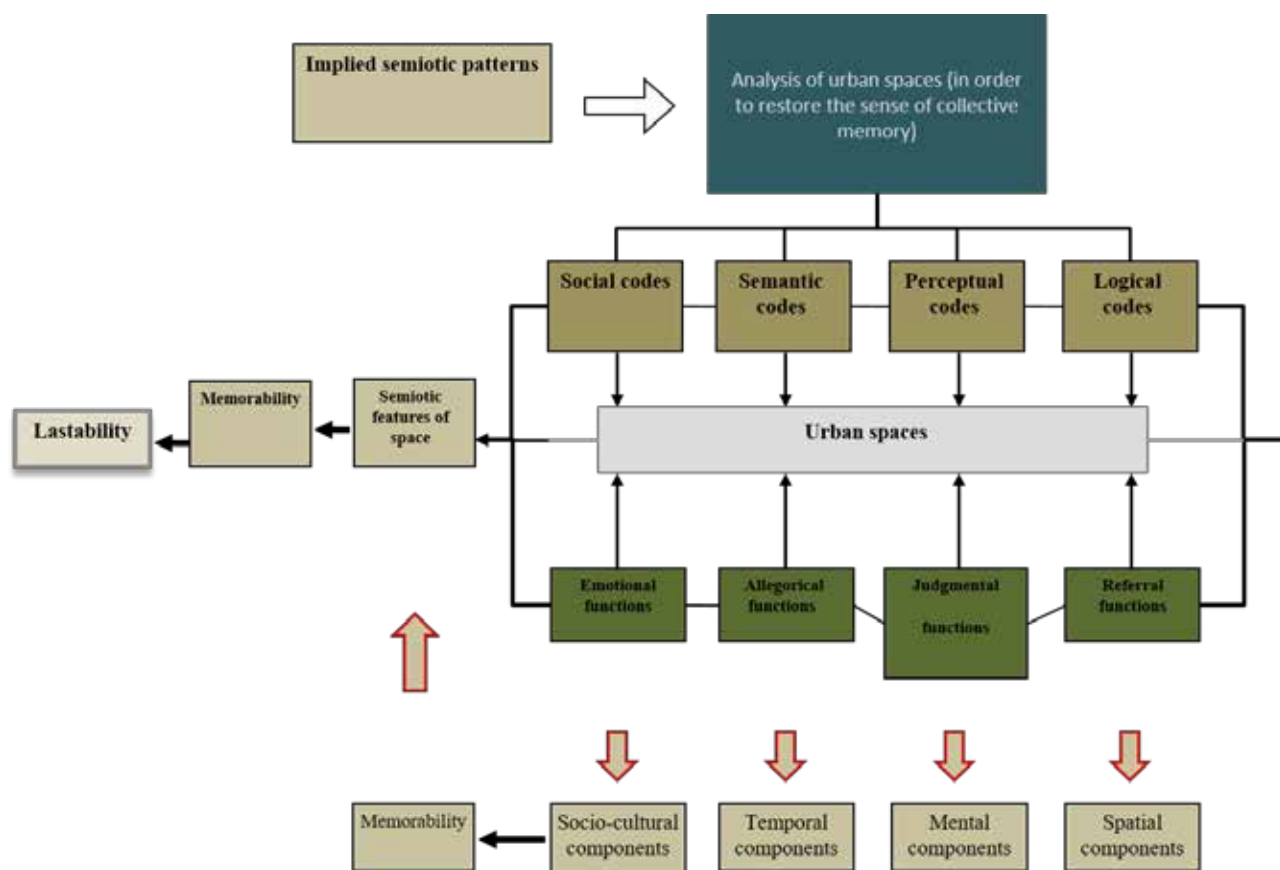 Implied semiotic patterns
Analysis of urban spaces (in order
to restore the sense of collective
memory)
Social codes
Semantic
codes
Perceptual
codes
Logical
codes
Lastability
Memorability
Semiotic
features of
space
Urban spaces
Emotional
functions
Allegorical
functions
Judgmental
functions
Referral
functions
Memorability
Socio-cultural
components
Temporal
components
Mental
components
Spatial
components